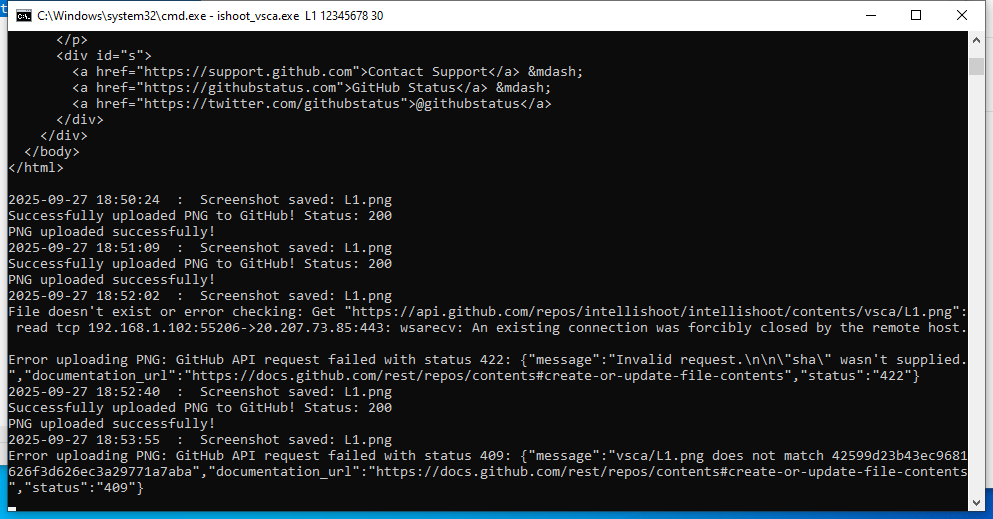 C:\Windows\system32\cmd.exe - ishoot_vsca.exe L1 12345678 30
</p>
<div id="s">
<a href="https://support.github.com">Contact Support</a> &mdash;
<a href="https://githubstatus.com">GitHub Status</a> &mdash;
<a href="https://twitter.com/githubstatus">@githubstatus</a>
</div>
</div>
</body>
</html>
2025-09-27 18:50:24  :  Screenshot saved: L1.png
Successfully uploaded PNG to GitHub! Status: 200
PNG uploaded successfully!
2025-09-27 18:51:09  :  Screenshot saved: L1.png
Successfully uploaded PNG to GitHub! Status: 200
PNG uploaded successfully!
2025-09-27 18:52:02  :  Screenshot saved: L1.png
File doesn't exist or error checking: Get "https://api.github.com/repos/intellishoot/intellishoot/contents/vsca/L1.png":
read tcp 192.168.1.102:55206->20.207.73.85:443: wsarecv: An existing connection was forcibly closed by the remote host.
Error uploading PNG: GitHub API request failed with status 422: {"message":"Invalid request.\n\n\"sha\" wasn't supplied.
","documentation_url":"https://docs.github.com/rest/repos/contents#create-or-update-file-contents","status":"422"}
2025-09-27 18:52:40  :  Screenshot saved: L1.png
Successfully uploaded PNG to GitHub! Status: 200
PNG uploaded successfully!
2025-09-27 18:53:55  :  Screenshot saved: L1.png
Error uploading PNG: GitHub API request failed with status 409: {"message":"vsca/L1.png does not match 42599d23b43ec9681
626f3d626ec3a29771a7aba","documentation_url":"https://docs.github.com/rest/repos/contents#create-or-update-file-contents
","status":"409"}